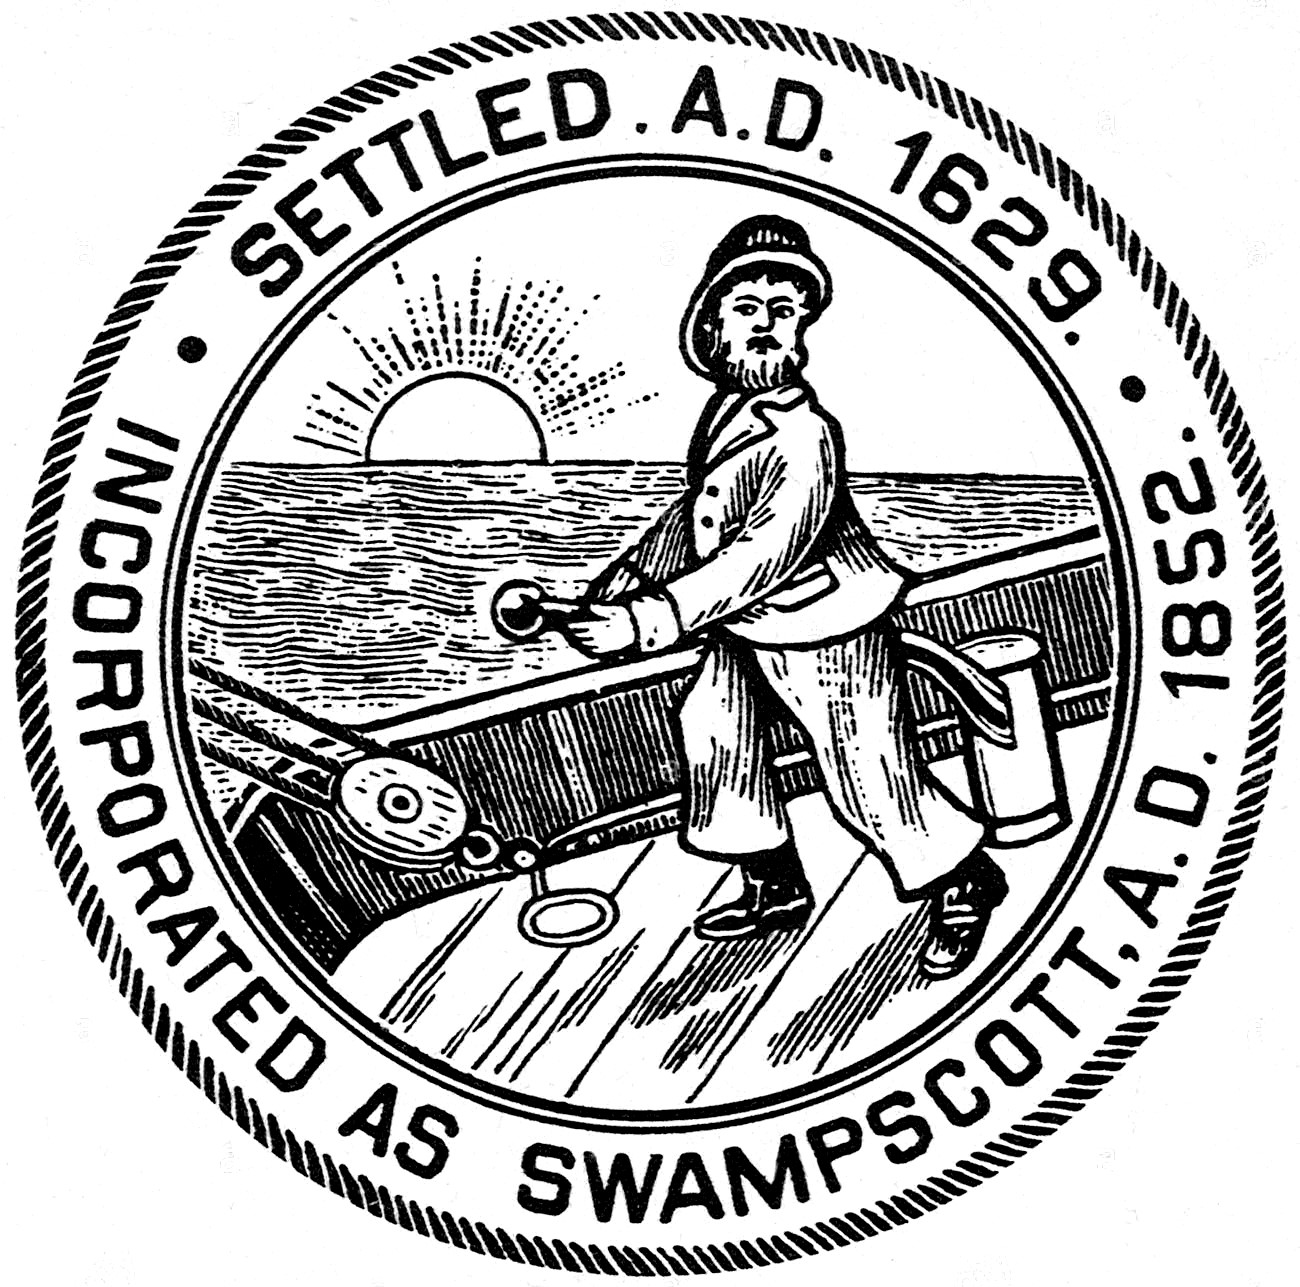 SETTLED. A.D. 1629.
INCORPORATED AS SWAMPSCOTT, A.D. 1852.